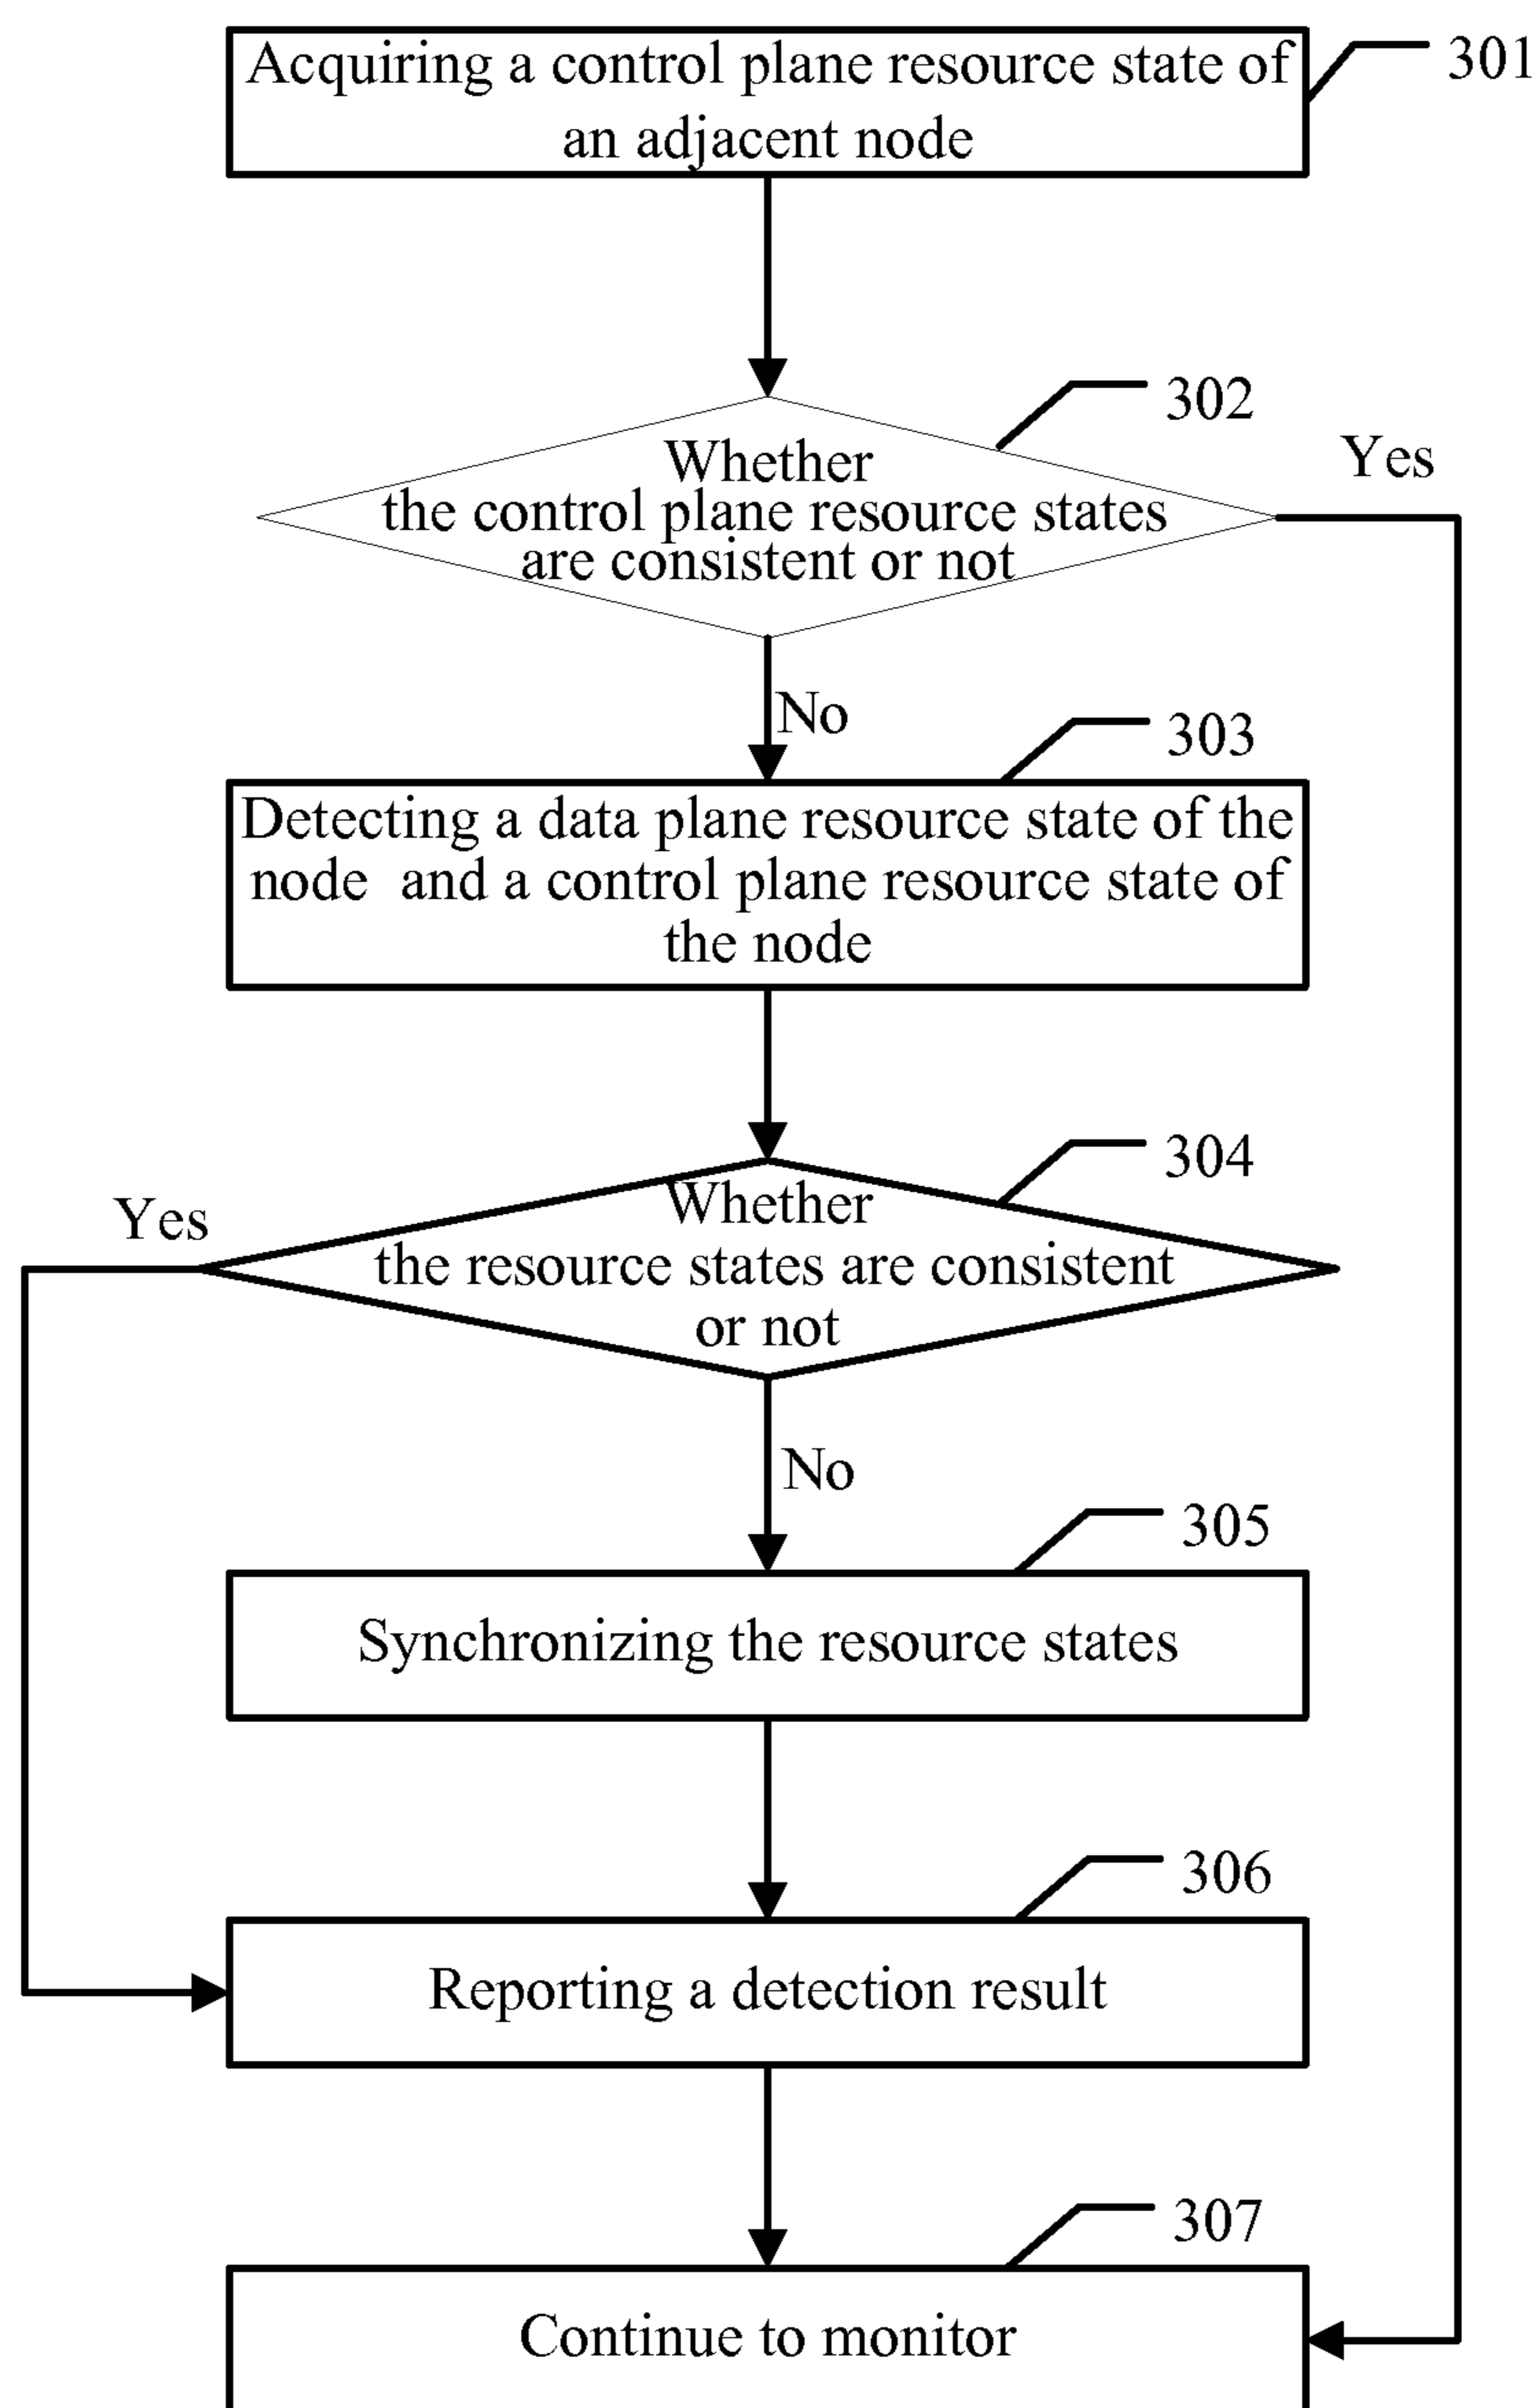 Acquiring a control plane resource state of
an adjacent node
301
302
Whether
the control plane resource states
are consistent or not
Yes
No
303
Detecting a data plane resource state of the
node and a control plane resource state of
the node
304
Yes
Whether
the resource states are consistent
or not
No
305
Synchronizing the resource states
306
Reporting a detection result
307
Continue to monitor